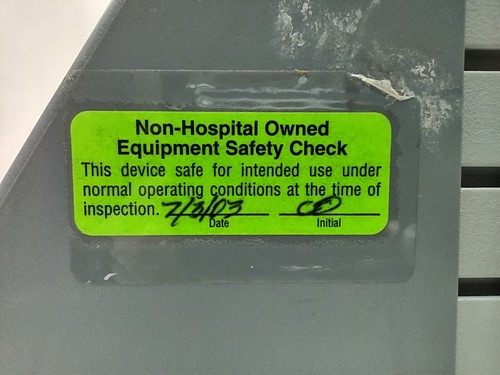 Non-Hospital Owned
Equipment Safety Check
This device safe for intended use under
normal operating conditions at the time of
inspection. 7/3/03
Date Initial